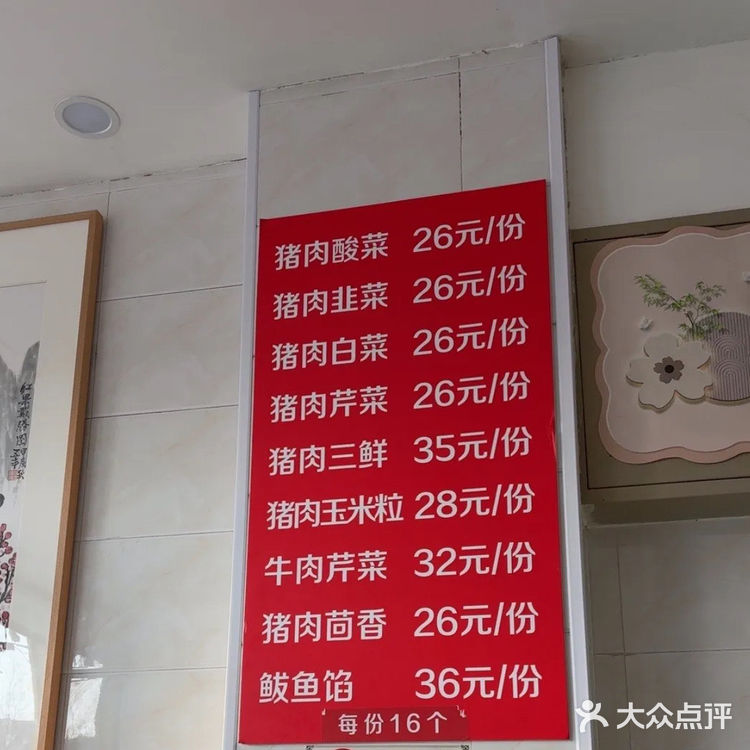 猪肉酸菜 26元/份
猪肉韭菜 26元/份
猪肉白菜 26元/份
猪肉芹菜 26元/份
猪肉三鲜 35元/份
猪肉玉米粒 28元/份
牛肉芹菜 32元/份
猪肉茴香 26元/份
鲅鱼馅 36元/份
每份16个
大众点评